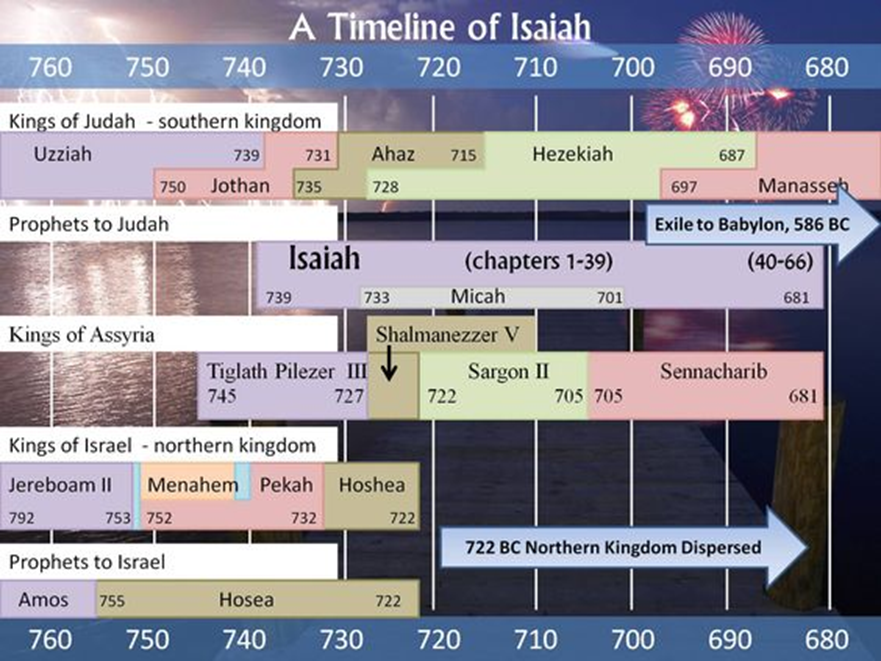 A Timeline of Isaiah
760 750 740 730 720 710 700 690 680
Kings of Judah - southern kingdom
Uzziah 739 731 Ahaz 715 Hezekiah 687
750 Jothan 735 728 697 Manasseh
Prophets to Judah
Exile to Babylon, 586 BC
Isaiah (chapters 1-39) (40-66)
739 733 Micah 701 681
Kings of Assyria
Shalmanezzer V
Tiglath Pilezer III Sargon II Sennacharib
745 727 722 705 705 681
Kings of Israel - northern kingdom
Jereboam II Menahem Pekah Hoshea
792 753 752 732 722
722 BC Northern Kingdom Dispersed
Prophets to Israel
Amos 755 Hosea 722
760 750 740 730 720 710 700 690 680